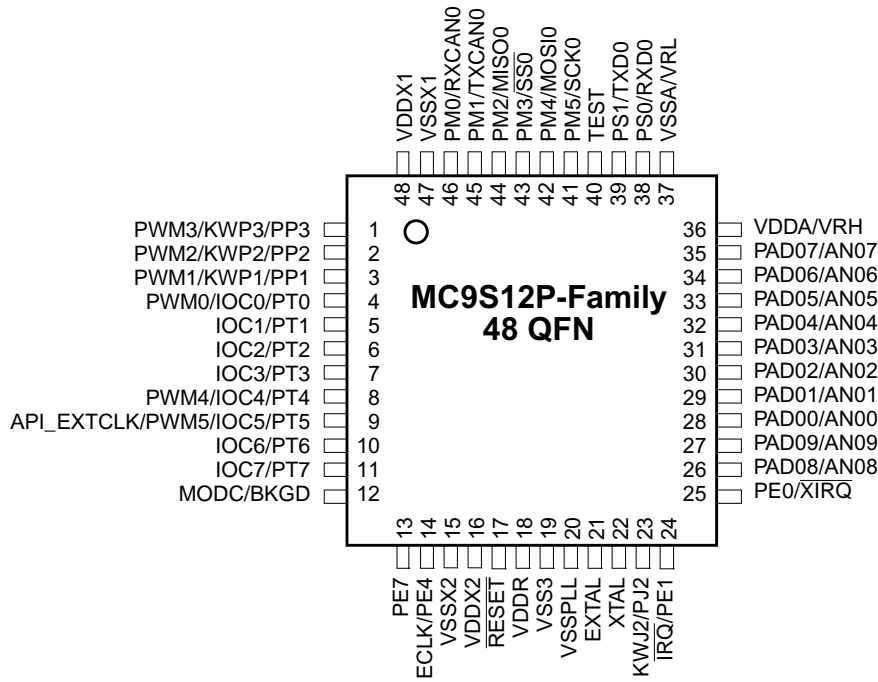 VDDX1
VSSX1
PM0/RXCAN0
PM1/TXCAN0
PM2/MISO0
PM3/SS0
PM4/MOSI0
PM5/SCK0
TEST
PS1/TXD0
PS0/RXD0
VSSA/VRL
48
47
46
45
44
43
42
41
40
39
38
37
PWM3/KWP3/PP3 1
PWM2/KWP2/PP2 2
PWM1/KWP1/PP1 3
PWM0/IOC0/PT0 4
IOC1/PT1 5
IOC2/PT2 6
IOC3/PT3 7
PWM4/IOC4/PT4 8
API_EXTCLK/PWM5/IOC5/PT5 9
IOC6/PT6 10
IOC7/PT7 11
MODC/BKGD 12
MC9S12P-Family
48 QFN
36 VDDA/VRH
35 PAD07/AN07
34 PAD06/AN06
33 PAD05/AN05
32 PAD04/AN04
31 PAD03/AN03
30 PAD02/AN02
29 PAD01/AN01
28 PAD00/AN00
27 PAD09/AN09
26 PAD08/AN08
25 PE0/XIRQ
13
14
15
16
17
18
19
20
21
22
23
24
PE7
ECLK/PE4
VSSX2
VDDX2
RESET
VDDR
VSS3
VSSPLL
EXTAL
XTAL
KWJ2/PJ2
IRQ/PE1